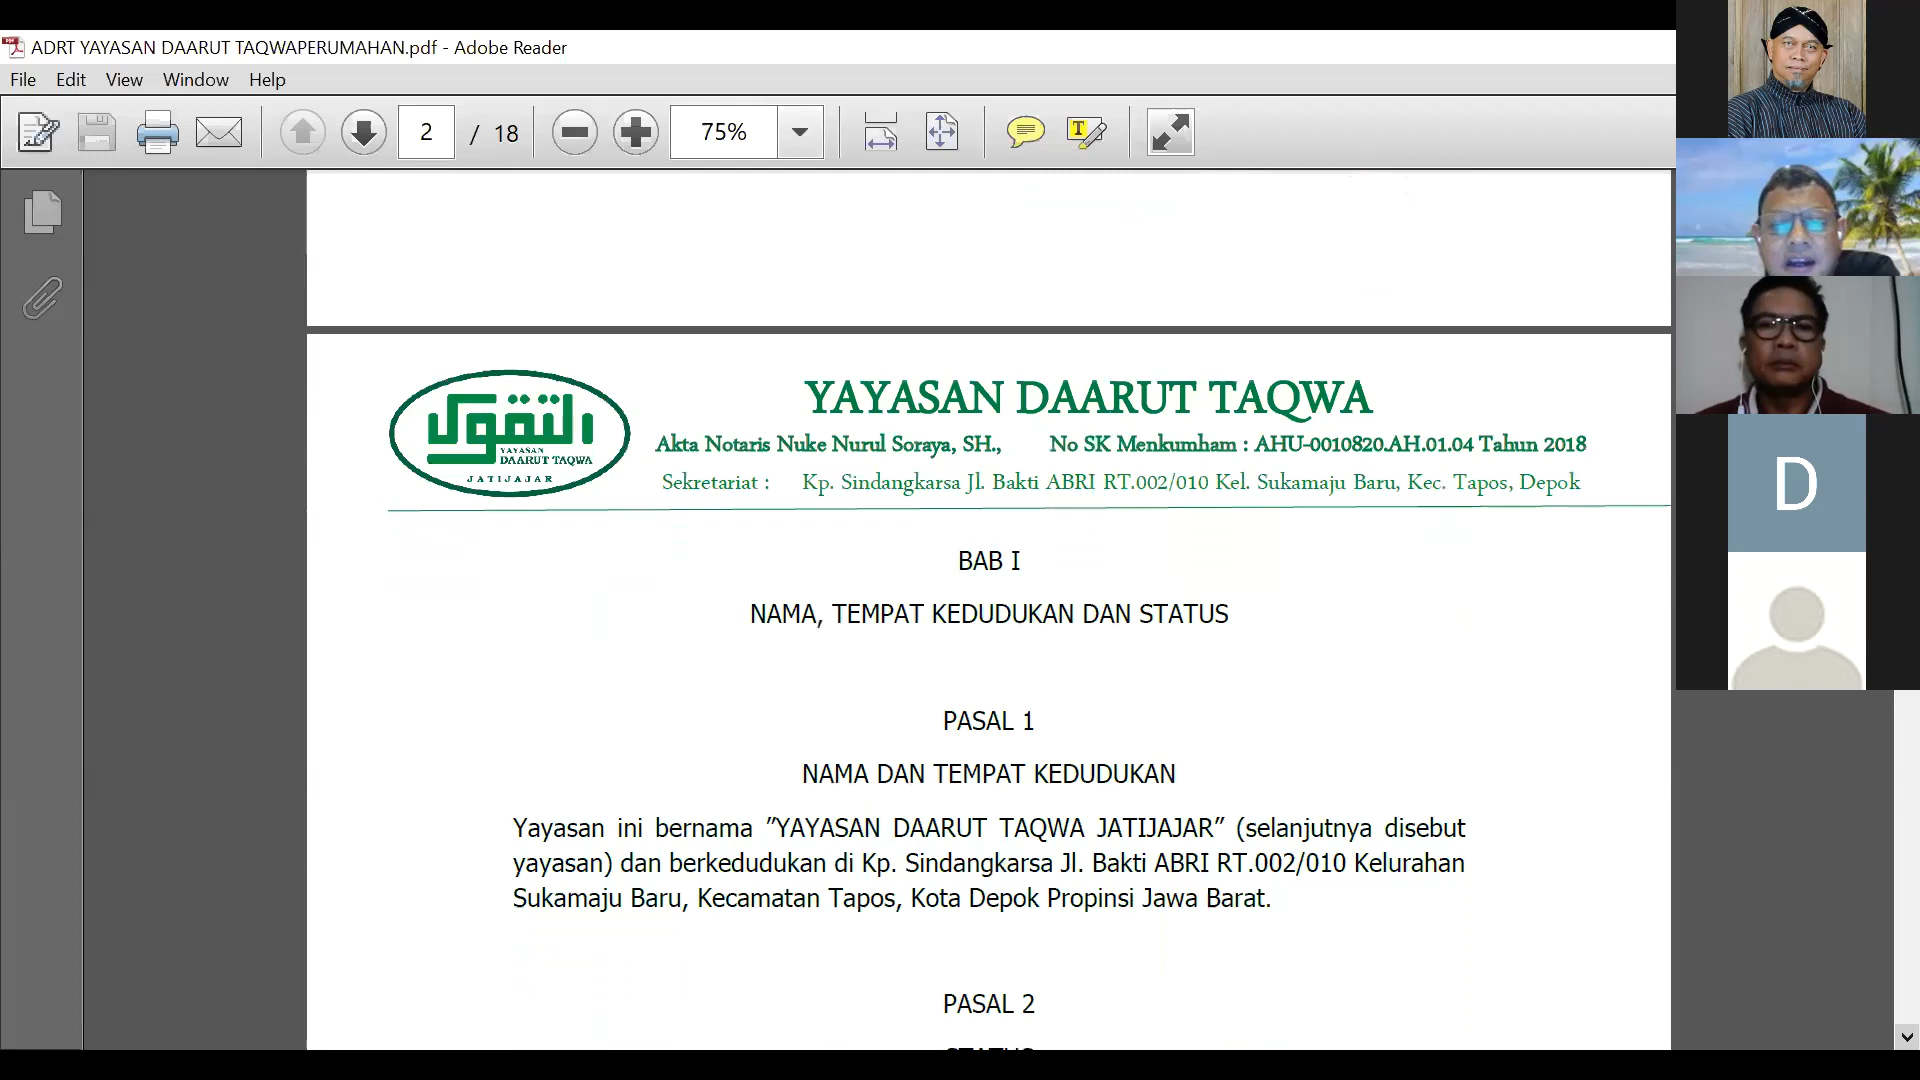 ADRT YAYASAN DAARUT TAQWAPERUMAHAN.pdf - Adobe Reader
File Edit View Window Help
2 / 18 75%
YAYASAN DAARUT TAQWA
Akta Notaris Nuke Nurul Soraya, SH., No SK Menkumham : AHU-0010820.AH.01.04 Tahun 2018
Sekretariat : Kp. Sindangkarsa Jl. Bakti ABRI RT.002/010 Kel. Sukamaju Baru, Kec. Tapos, Depok
التقوى
YAYASAN
DAARUT TAQWA
JATIJAJAR
BAB I
NAMA, TEMPAT KEDUDUKAN DAN STATUS
PASAL 1
NAMA DAN TEMPAT KEDUDUKAN
Yayasan ini bernama ”YAYASAN DAARUT TAQWA JATIJAJAR” (selanjutnya disebut
yayasan) dan berkedudukan di Kp. Sindangkarsa Jl. Bakti ABRI RT.002/010 Kelurahan
Sukamaju Baru, Kecamatan Tapos, Kota Depok Propinsi Jawa Barat.
PASAL 2
D